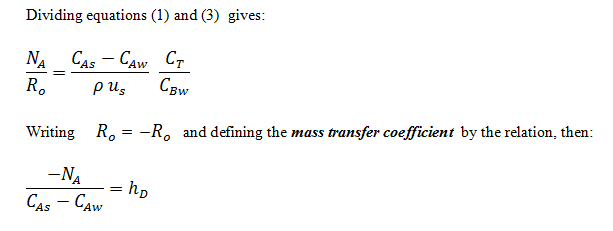 Dividing equations (1) and (3) gives:
N_A / R_o = (C_As − C_Aw) / (ρ u_s) C_T / C_Bw
Writing R_o = −R_o and defining the mass transfer coefficient by the relation, then:
−N_A / (C_As − C_Aw) = h_D